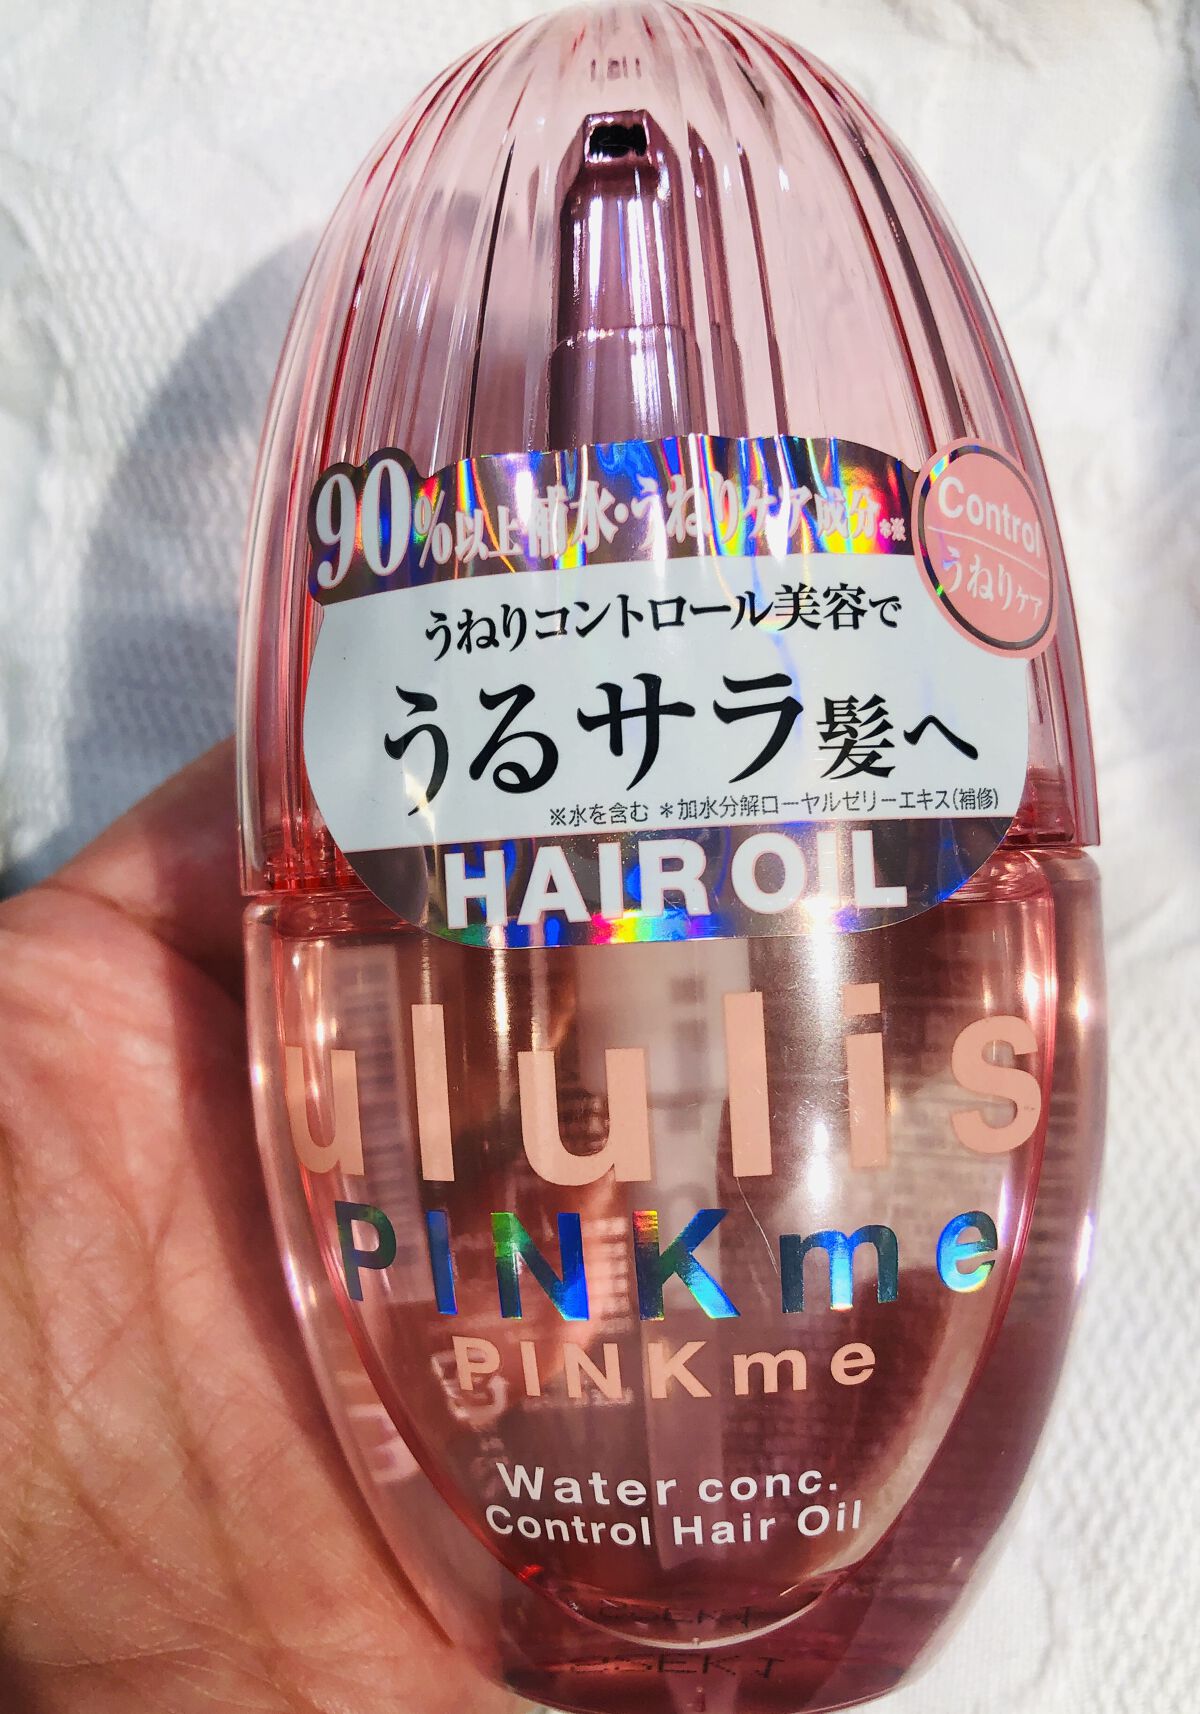 90%以上補水・うねりケア成分*※
Control
うねりケア
うねりコントロール美容で
うるサラ髪へ
※水を含む *加水分解ローヤルゼリーエキス(補修)
HAIR OIL
ululis
PINKme
PINKme
Water conc.
Control Hair Oil